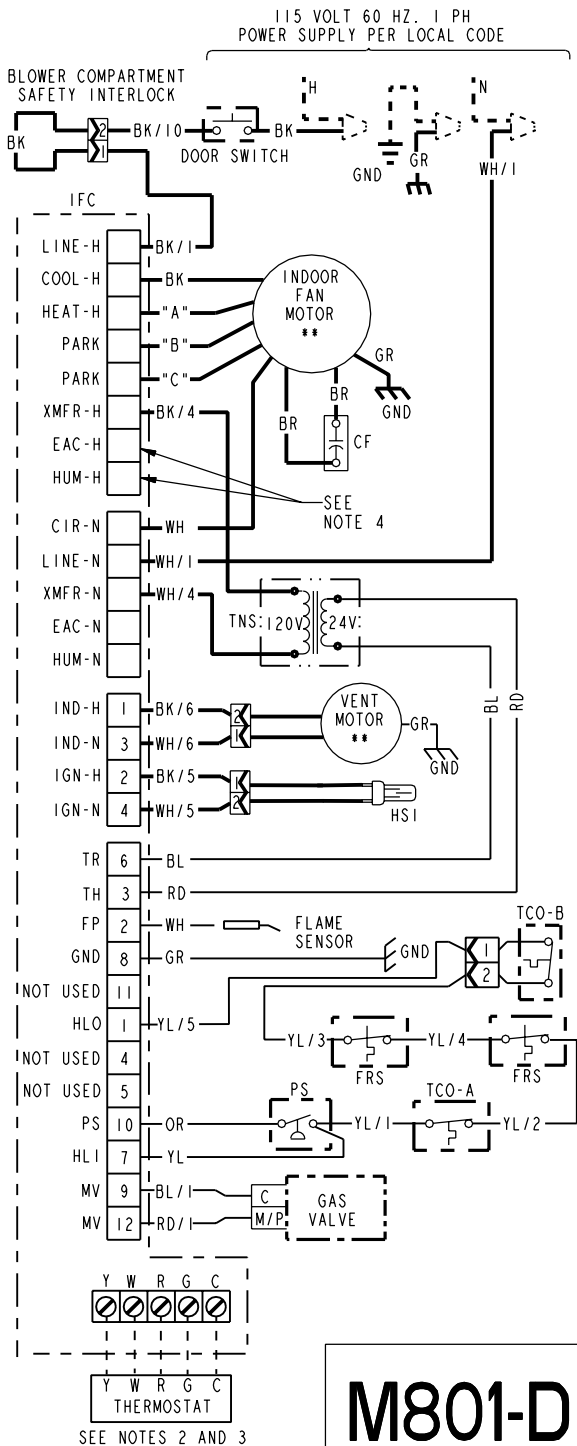 115 VOLT 60 HZ. 1 PH
POWER SUPPLY PER LOCAL CODE
BLOWER COMPARTMENT
SAFETY INTERLOCK
H
N
BK
2
1
BK/10
BK
DOOR SWITCH
GND
GR
WH/1
IFC
LINE-H
BK/1
COOL-H
BK
HEAT-H
"A"
PARK
"B"
PARK
"C"
XMFR-H
BK/4
EAC-H
HUM-H
INDOOR
FAN
MOTOR
**
GR
GND
BR
BR
CF
SEE
NOTE 4
CIR-N
WH
LINE-N
WH/1
XMFR-N
WH/4
EAC-N
HUM-N
TNS:
120V
24V:
BL
RD
IND-H
1
BK/6
2
IND-N
3
WH/6
1
VENT
MOTOR
**
GR
GND
IGN-H
2
BK/5
1
IGN-N
4
WH/5
2
HSI
TR
6
BL
TH
3
RD
FP
2
WH
FLAME
SENSOR
GND
8
GR
GND
TCO-B
1
2
NOT USED
11
HLO
1
YL/5
NOT USED
4
NOT USED
5
YL/3
FRS
YL/4
FRS
PS
10
OR
PS
YL/1
TCO-A
YL/2
HLI
7
YL
MV
9
BL/1
C
MV
12
RD/1
M/P
GAS
VALVE
Y W R G C
Y W R G C
THERMOSTAT
SEE NOTES 2 AND 3
M801-D